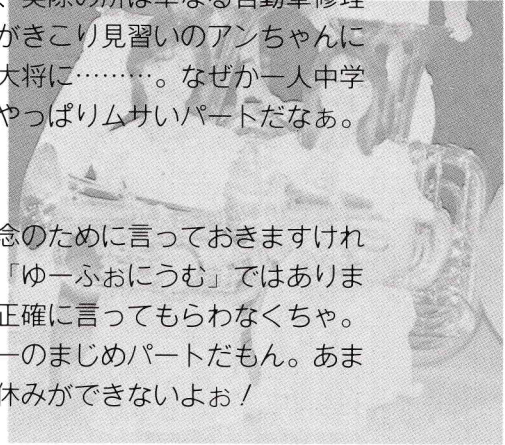 、実際の所は単なる自動車修理
がきこり見習いのアンちゃんに
大将に………。なぜか一人中学
やっぱりムサいパートだなぁ。
念のために言っておきますけれ
「ゆーふぉにうむ」ではありま
正確に言ってもらわなくちゃ。
一のまじめパートだもん。あま
休みができないよぉ！